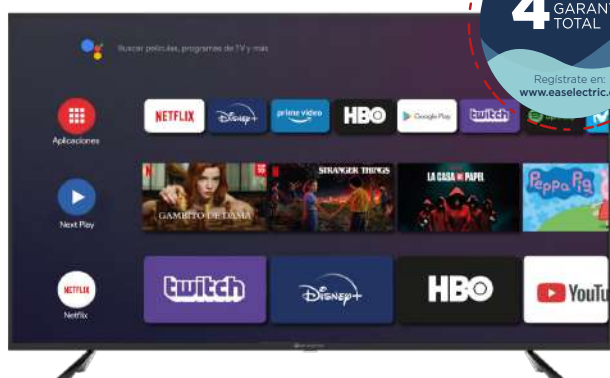 4 GARANT
TOTAL
Regístrate en:
www.easelectric.e
Buscar películas, programas de TV y más
Aplicaciones
NETFLIX
Disney+
prime video
HBO
Google Play
twitch
Next Play
GAMBITO DE DAMA
STRANGER THINGS
LA CASA DE PAPEL
Peppa Pig
NETFLIX
Netflix
twitch
Disney+
HBO
YouTu